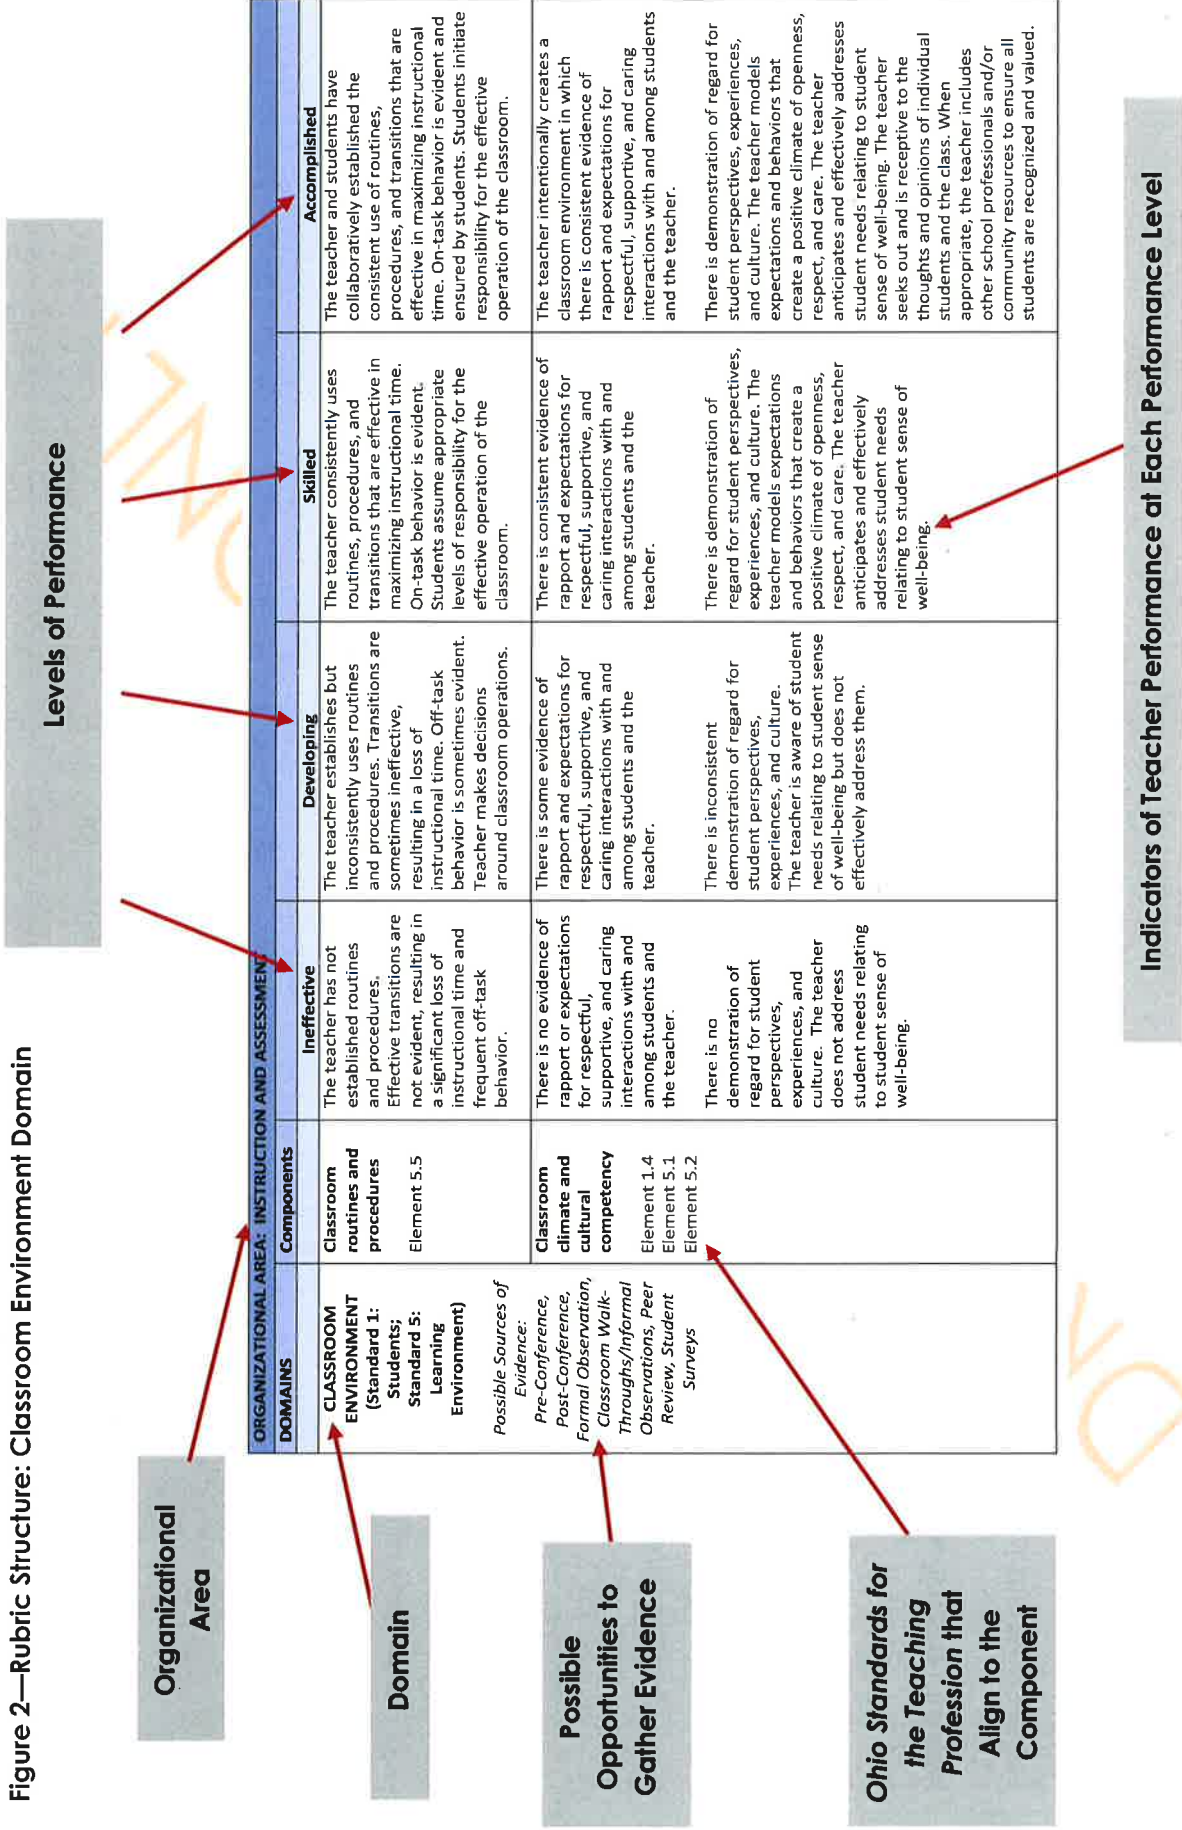 Figure 2—Rubric Structure: Classroom Environment Domain
Levels of Performance
Organizational
Area
Domain
Possible
Opportunities to
Gather Evidence
Ohio Standards for
the Teaching
Profession that
Align to the
Component
ORGANIZATIONAL AREA: INSTRUCTION AND ASSESSMENT
DOMAINS
Components
Ineffective
Developing
Skilled
Accomplished
CLASSROOM
ENVIRONMENT
(Standard 1:
Students;
Standard 5:
Learning
Environment)
Possible Sources of
Evidence:
Pre-Conference,
Post-Conference,
Formal Observation,
Classroom Walk-
Throughs/Informal
Observations, Peer
Review, Student
Surveys
Classroom
routines and
procedures
Element 5.5
The teacher has not
established routines
and procedures.
Effective transitions are
not evident, resulting in
a significant loss of
instructional time and
frequent off-task
behavior.
The teacher establishes but
inconsistently uses routines
and procedures. Transitions are
sometimes ineffective,
resulting in a loss of
instructional time. Off-task
behavior is sometimes evident.
Teacher makes decisions
around classroom operations.
The teacher consistently uses
routines, procedures, and
transitions that are effective in
maximizing instructional time.
On-task behavior is evident.
Students assume appropriate
levels of responsibility for the
effective operation of the
classroom.
The teacher and students have
collaboratively established the
consistent use of routines,
procedures, and transitions that are
effective in maximizing instructional
time. On-task behavior is evident and
ensured by students. Students initiate
responsibility for the effective
operation of the classroom.
Classroom
climate and
cultural
competency
Element 1.4
Element 5.1
Element 5.2
There is no evidence of
rapport or expectations
for respectful,
supportive, and caring
interactions with and
among students and
the teacher.
There is no
demonstration of
regard for student
perspectives,
experiences, and
culture. The teacher
does not address
student needs relating
to student sense of
well-being.
There is some evidence of
rapport and expectations for
respectful, supportive, and
caring interactions with and
among students and the
teacher.
There is inconsistent
demonstration of regard for
student perspectives,
experiences, and culture.
The teacher is aware of student
needs relating to student sense
of well-being but does not
effectively address them.
There is consistent evidence of
rapport and expectations for
respectful, supportive, and
caring interactions with and
among students and the
teacher.
There is demonstration of
regard for student perspectives,
experiences, and culture. The
teacher models expectations
and behaviors that create a
positive climate of openness,
respect, and care. The teacher
anticipates and effectively
addresses student needs
relating to student sense of
well-being.
The teacher intentionally creates a
classroom environment in which
there is consistent evidence of
rapport and expectations for
respectful, supportive, and caring
interactions with and among students
and the teacher.
There is demonstration of regard for
student perspectives, experiences,
and culture. The teacher models
expectations and behaviors that
create a positive climate of openness,
respect, and care. The teacher
anticipates and effectively addresses
student needs relating to student
sense of well-being. The teacher
seeks out and is receptive to the
thoughts and opinions of individual
students and the class. When
appropriate, the teacher includes
other school professionals and/or
community resources to ensure all
students are recognized and valued.
Indicators of Teacher Performance at Each Performance Level